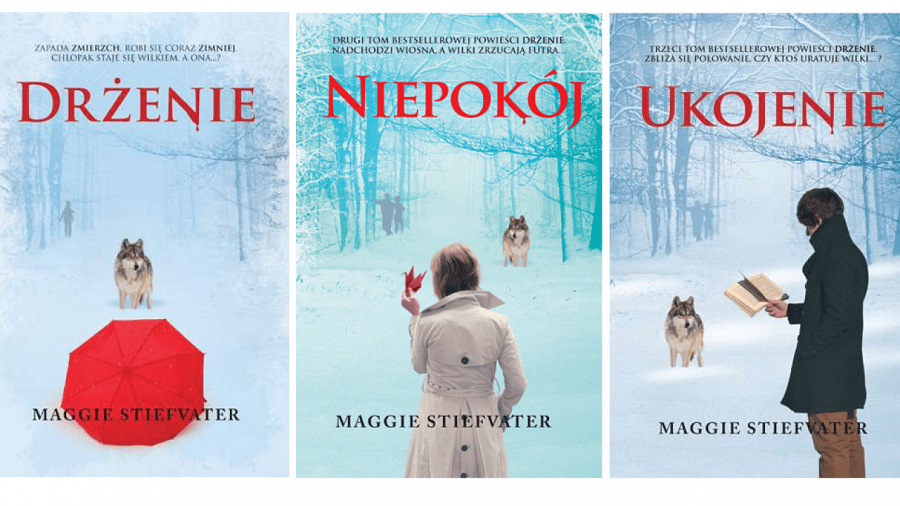 ZAPADA ZMIERZCH, ROBI SIĘ CORAZ ZIMNIEJ.
CHŁOPAK STAJE SIĘ WILKIEM. A ONA...?
DRŻENIE
MAGGIE STIEFVATER
DRUGI TOM BESTSELLEROWEJ POWIEŚCI DRŻENIE.
NADCHODZI WIOSNA, A WILKI ZRZUCAJĄ FUTRA...
NIEPOKÓJ
MAGGIE STIEFVATER
TRZECI TOM BESTSELLEROWEJ POWIEŚCI DRŻENIE.
ZBLIŻA SIĘ POLOWANIE, CZY KTOŚ URATUJE WILKI... ?
UKOJENIE
MAGGIE STIEFVATER